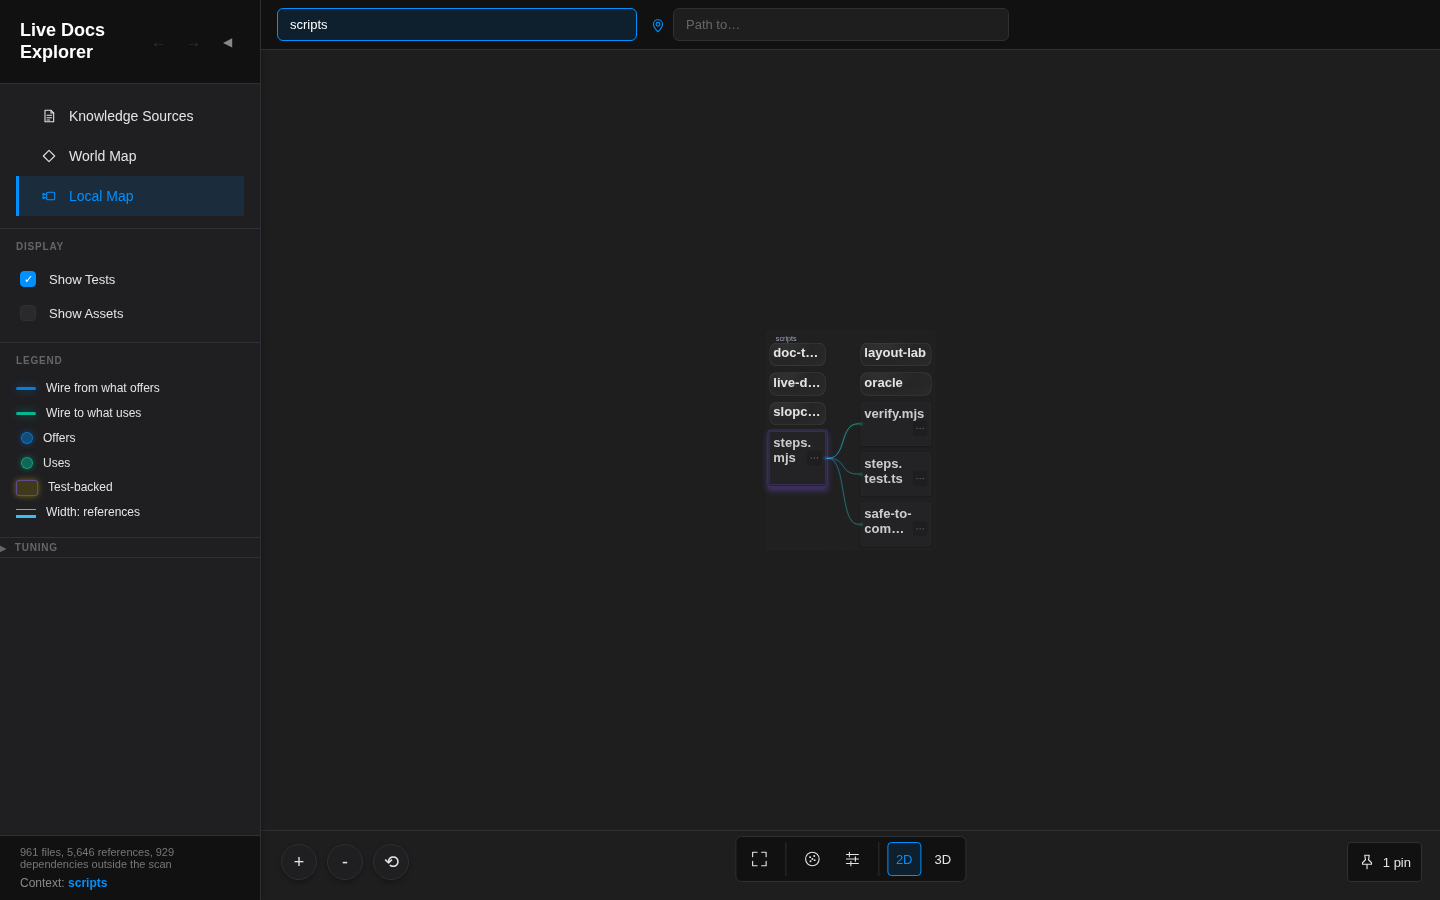 Live Docs
Explorer
← → ◀
Knowledge Sources
World Map
Local Map
DISPLAY
✓ Show Tests
Show Assets
LEGEND
Wire from what offers
Wire to what uses
Offers
Uses
Test-backed
Width: references
▶ TUNING
961 files, 5,646 references, 929
dependencies outside the scan
Context: scripts
scripts
Path to…
scripts
doc-t…
layout-lab
live-d…
oracle
slopc…
verify.mjs
...
steps.
mjs
...
steps.
test.ts
...
safe-to-
com…
...
+ - ⟲
2D 3D
1 pin